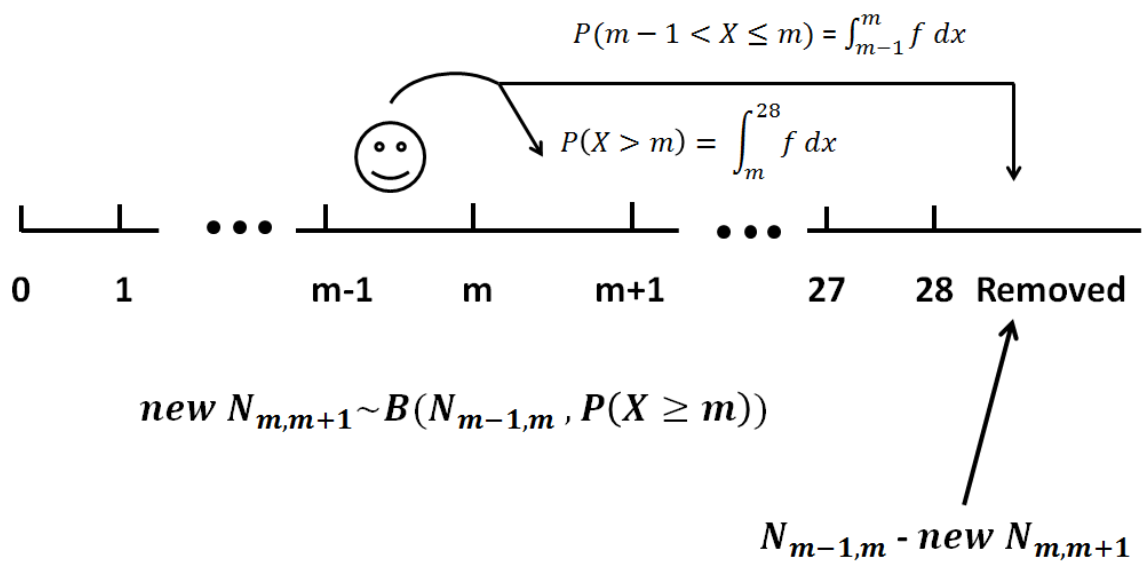 P(m − 1 < X ≤ m) = ∫_{m−1}^{m} f dx
P(X > m) = ∫_{m}^{28} f dx
0 1 ••• m-1 m m+1 ••• 27 28 Removed
new N_{m,m+1}~B(N_{m−1,m} , P(X ≥ m))
N_{m−1,m} - new N_{m,m+1}